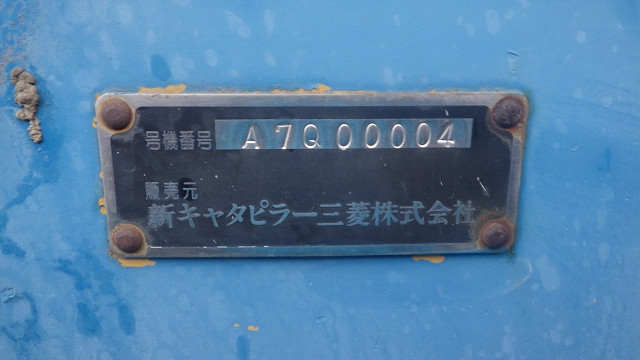 号機番号 A7Q00004
販売元
新キャタピラー三菱株式会社